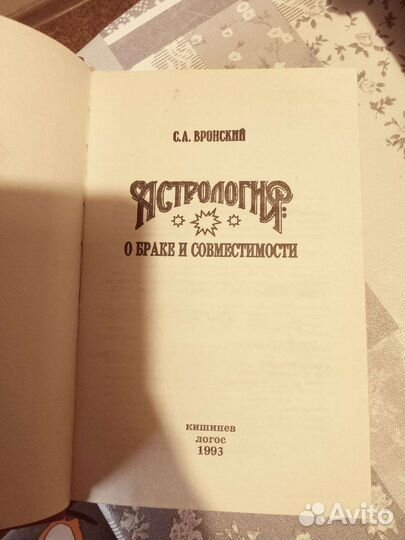 С.А. ВРОНСКИЙ
АСТРОЛОГИЯ:
О БРАКЕ И СОВМЕСТИМОСТИ
кишинев
логос
1993
Avito